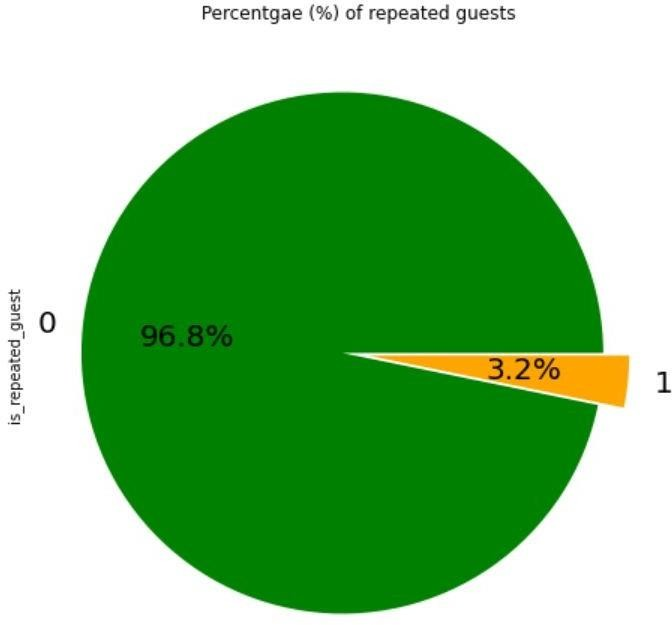 Percentgae (%) of repeated guests
is_repeated_guest
0
96.8%
3.2%
1